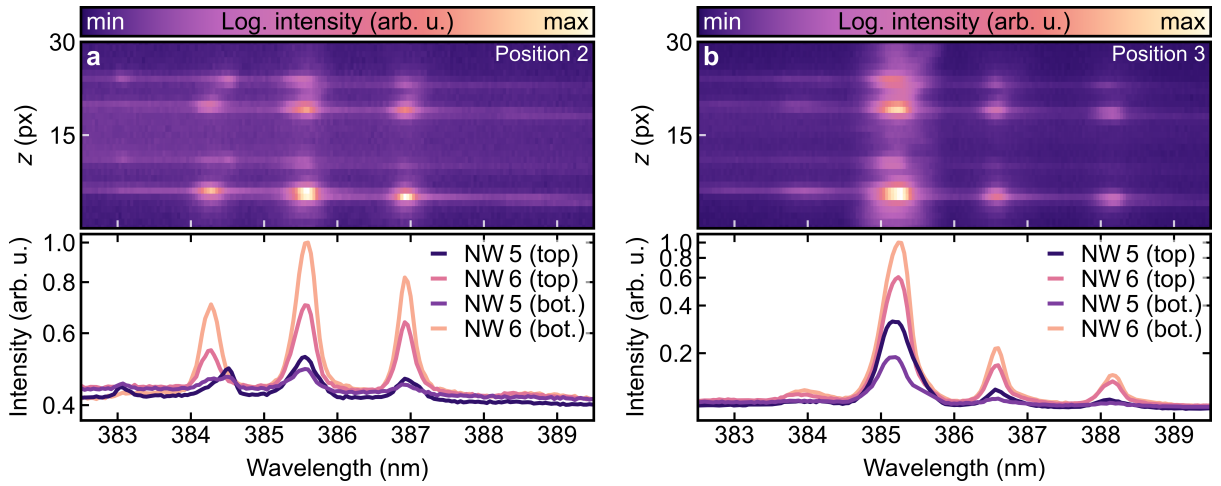 min Log. intensity (arb. u.) max
a Position 2
30
15
z (px)
1.0
0.8
0.6
0.4
Intensity (arb. u.)
NW 5 (top)
NW 6 (top)
NW 5 (bot.)
NW 6 (bot.)
383 384 385 386 387 388 389
Wavelength (nm)
min Log. intensity (arb. u.) max
b Position 3
30
15
z (px)
1.0
0.8
0.6
0.4
0.2
Intensity (arb. u.)
NW 5 (top)
NW 6 (top)
NW 5 (bot.)
NW 6 (bot.)
383 384 385 386 387 388 389
Wavelength (nm)